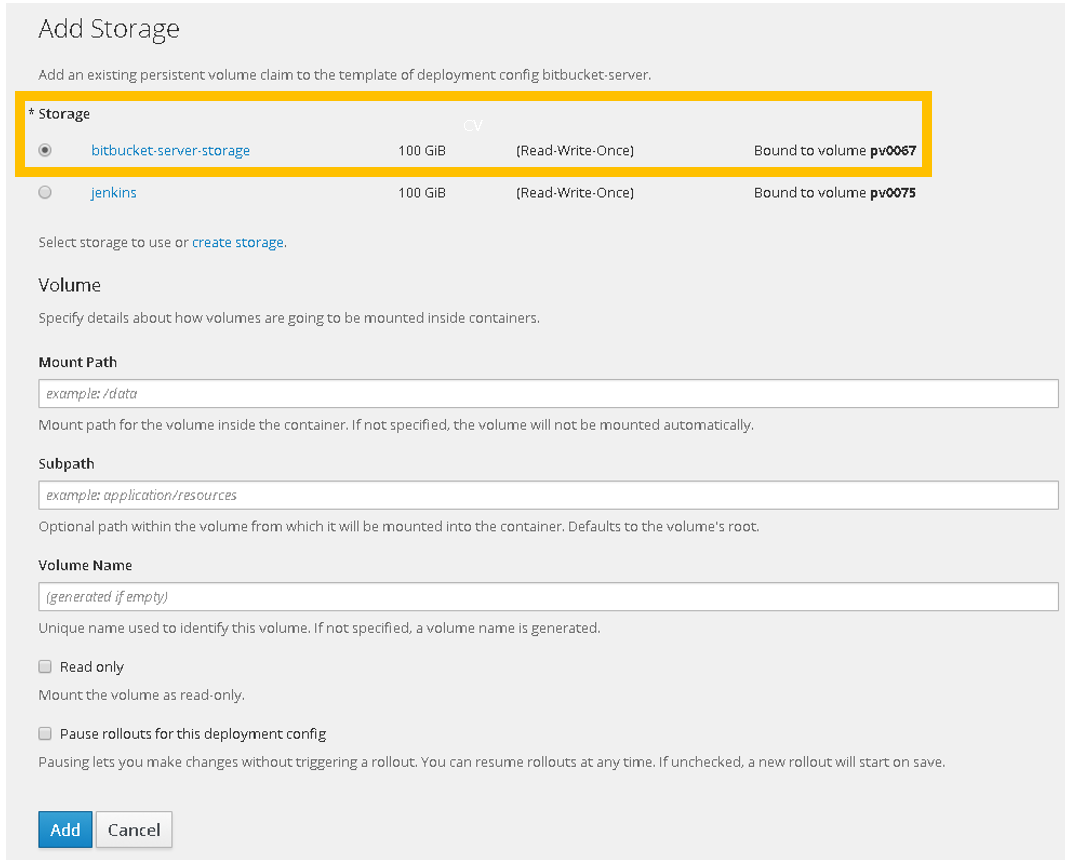 Add Storage
Add an existing persistent volume claim to the template of deployment config bitbucket-server.
* Storage
CV
bitbucket-server-storage 100 GiB (Read-Write-Once) Bound to volume pv0067
jenkins 100 GiB (Read-Write-Once) Bound to volume pv0075
Select storage to use or create storage.
Volume
Specify details about how volumes are going to be mounted inside containers.
Mount Path
example: /data
Mount path for the volume inside the container. If not specified, the volume will not be mounted automatically.
Subpath
example: application/resources
Optional path within the volume from which it will be mounted into the container. Defaults to the volume's root.
Volume Name
(generated if empty)
Unique name used to identify this volume. If not specified, a volume name is generated.
Read only
Mount the volume as read-only.
Pause rollouts for this deployment config
Pausing lets you make changes without triggering a rollout. You can resume rollouts at any time. If unchecked, a new rollout will start on save.
Add Cancel